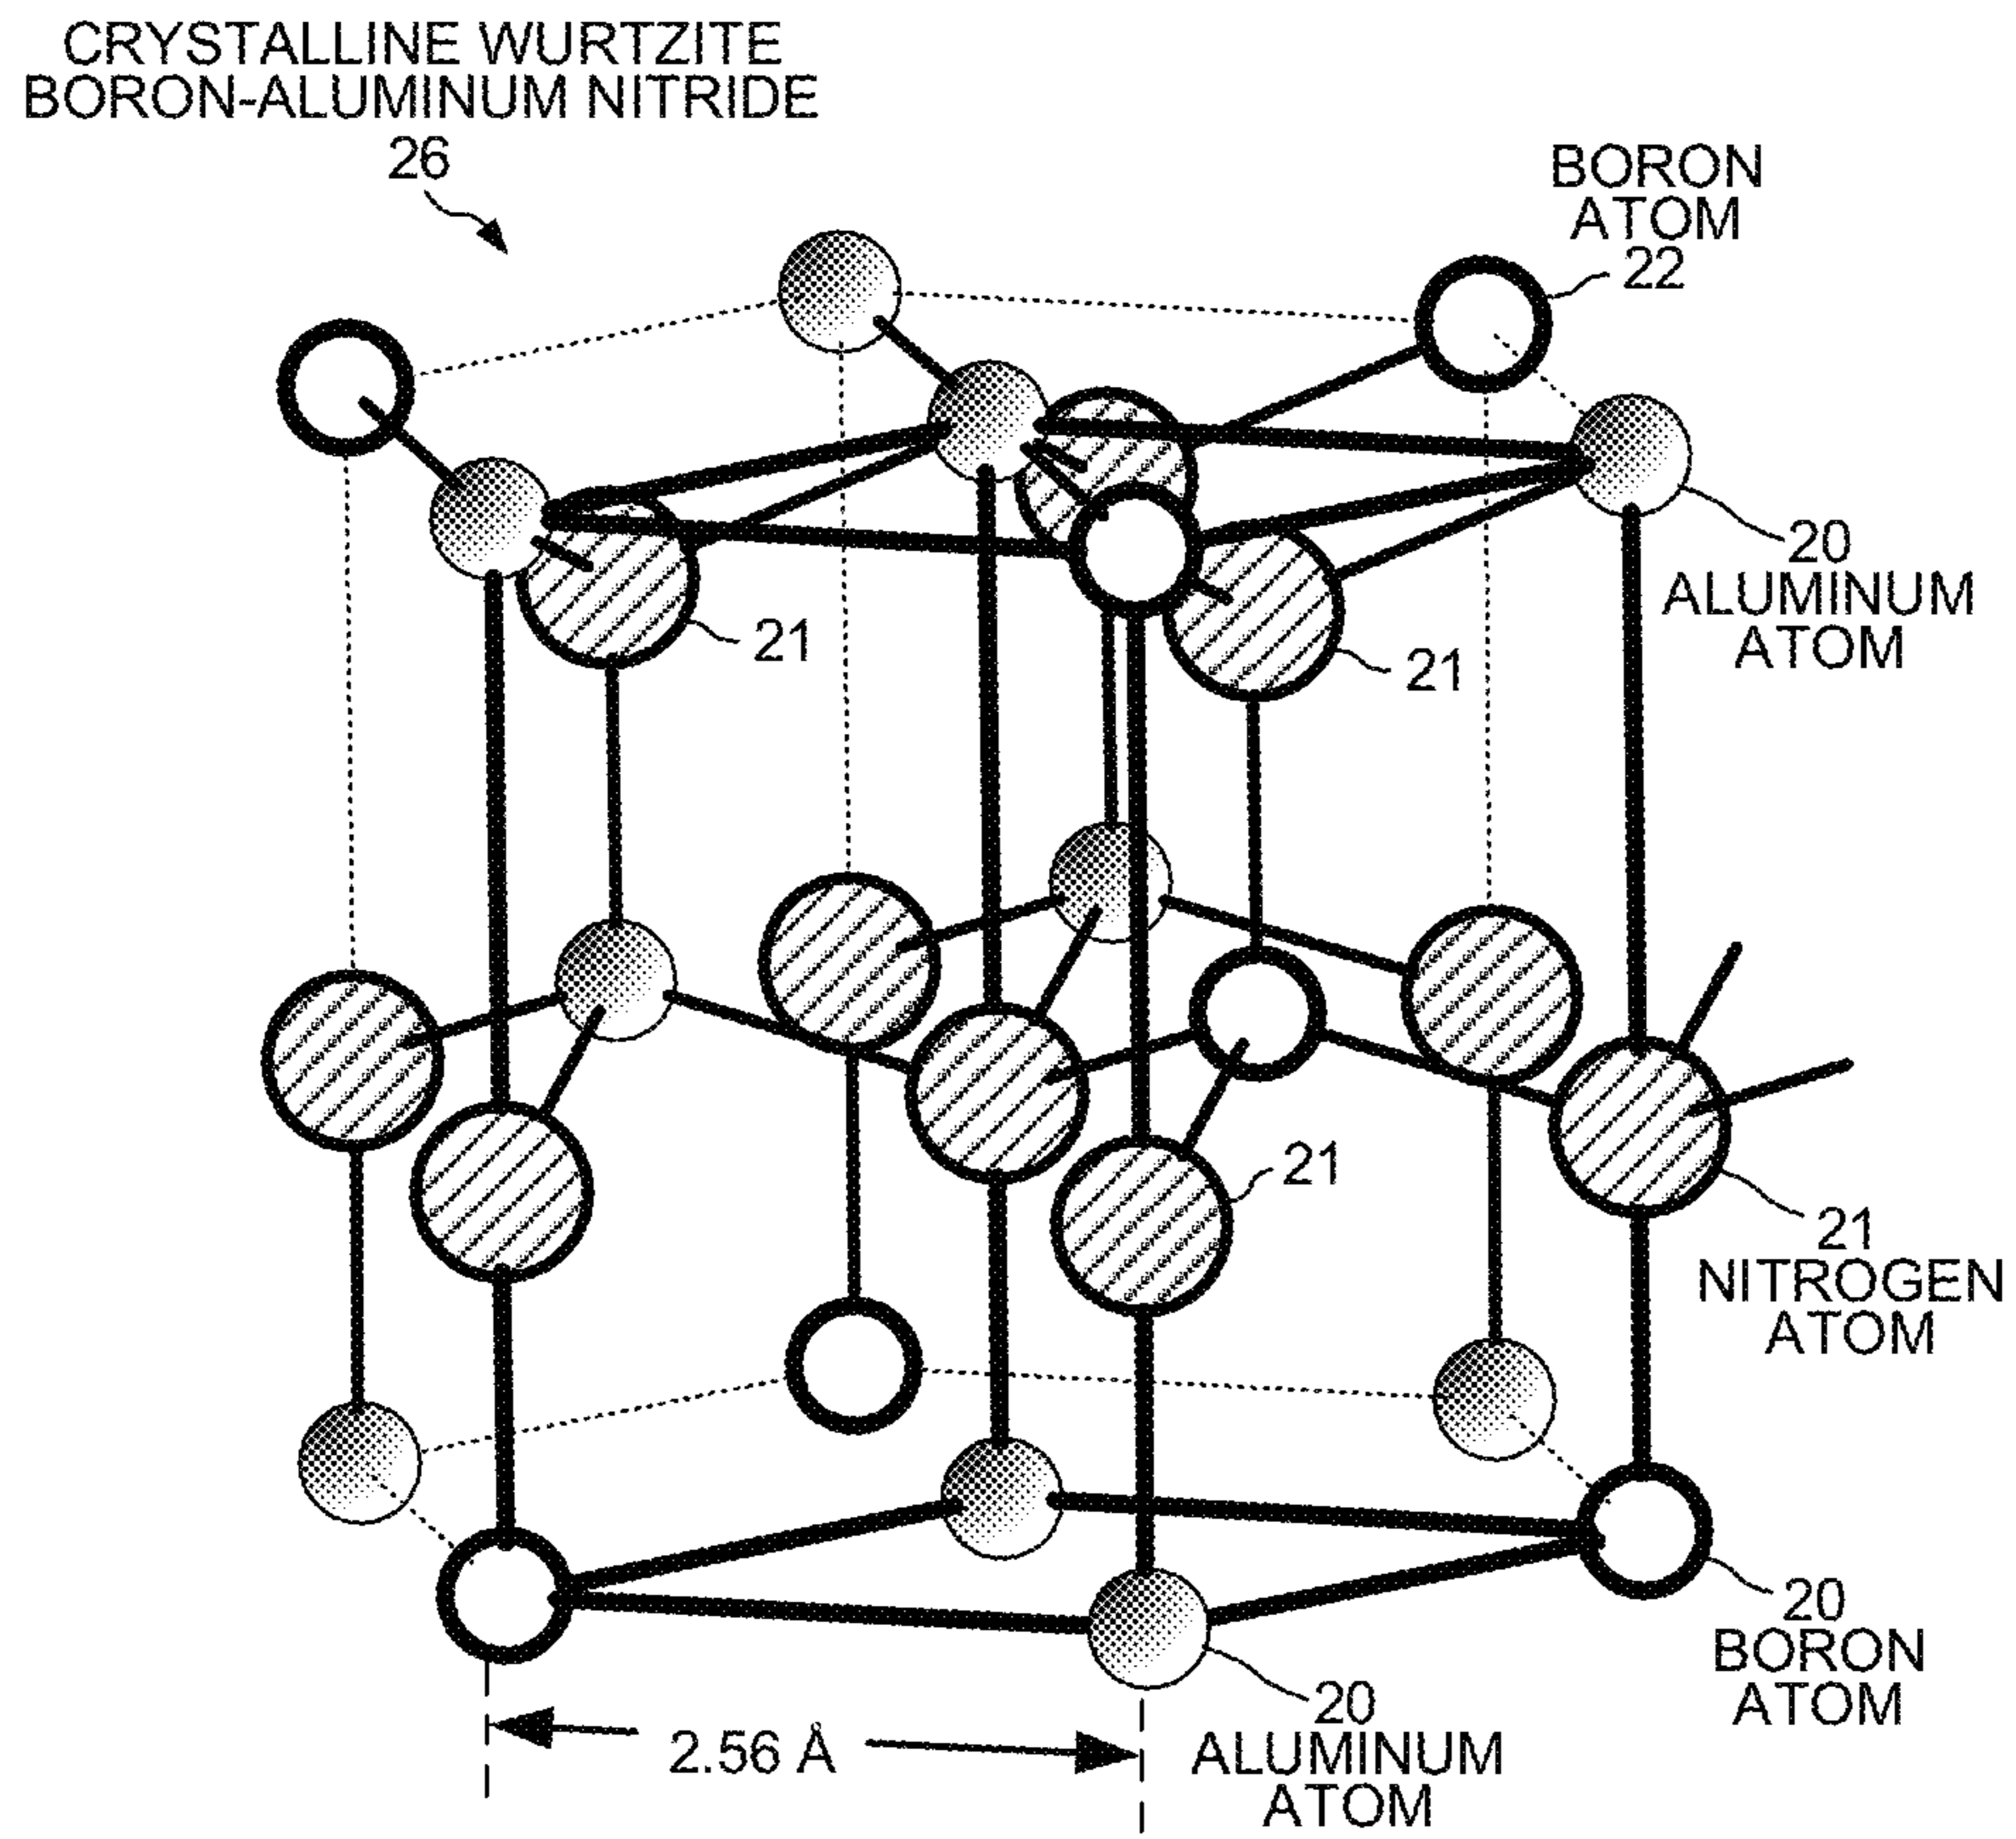 CRYSTALLINE WURTZITE
BORON-ALUMINUM NITRIDE
26
BORON
ATOM
22
20
ALUMINUM
ATOM
21
21
21
21
NITROGEN
ATOM
20
BORON
ATOM
20
ALUMINUM
ATOM
2.56 Å